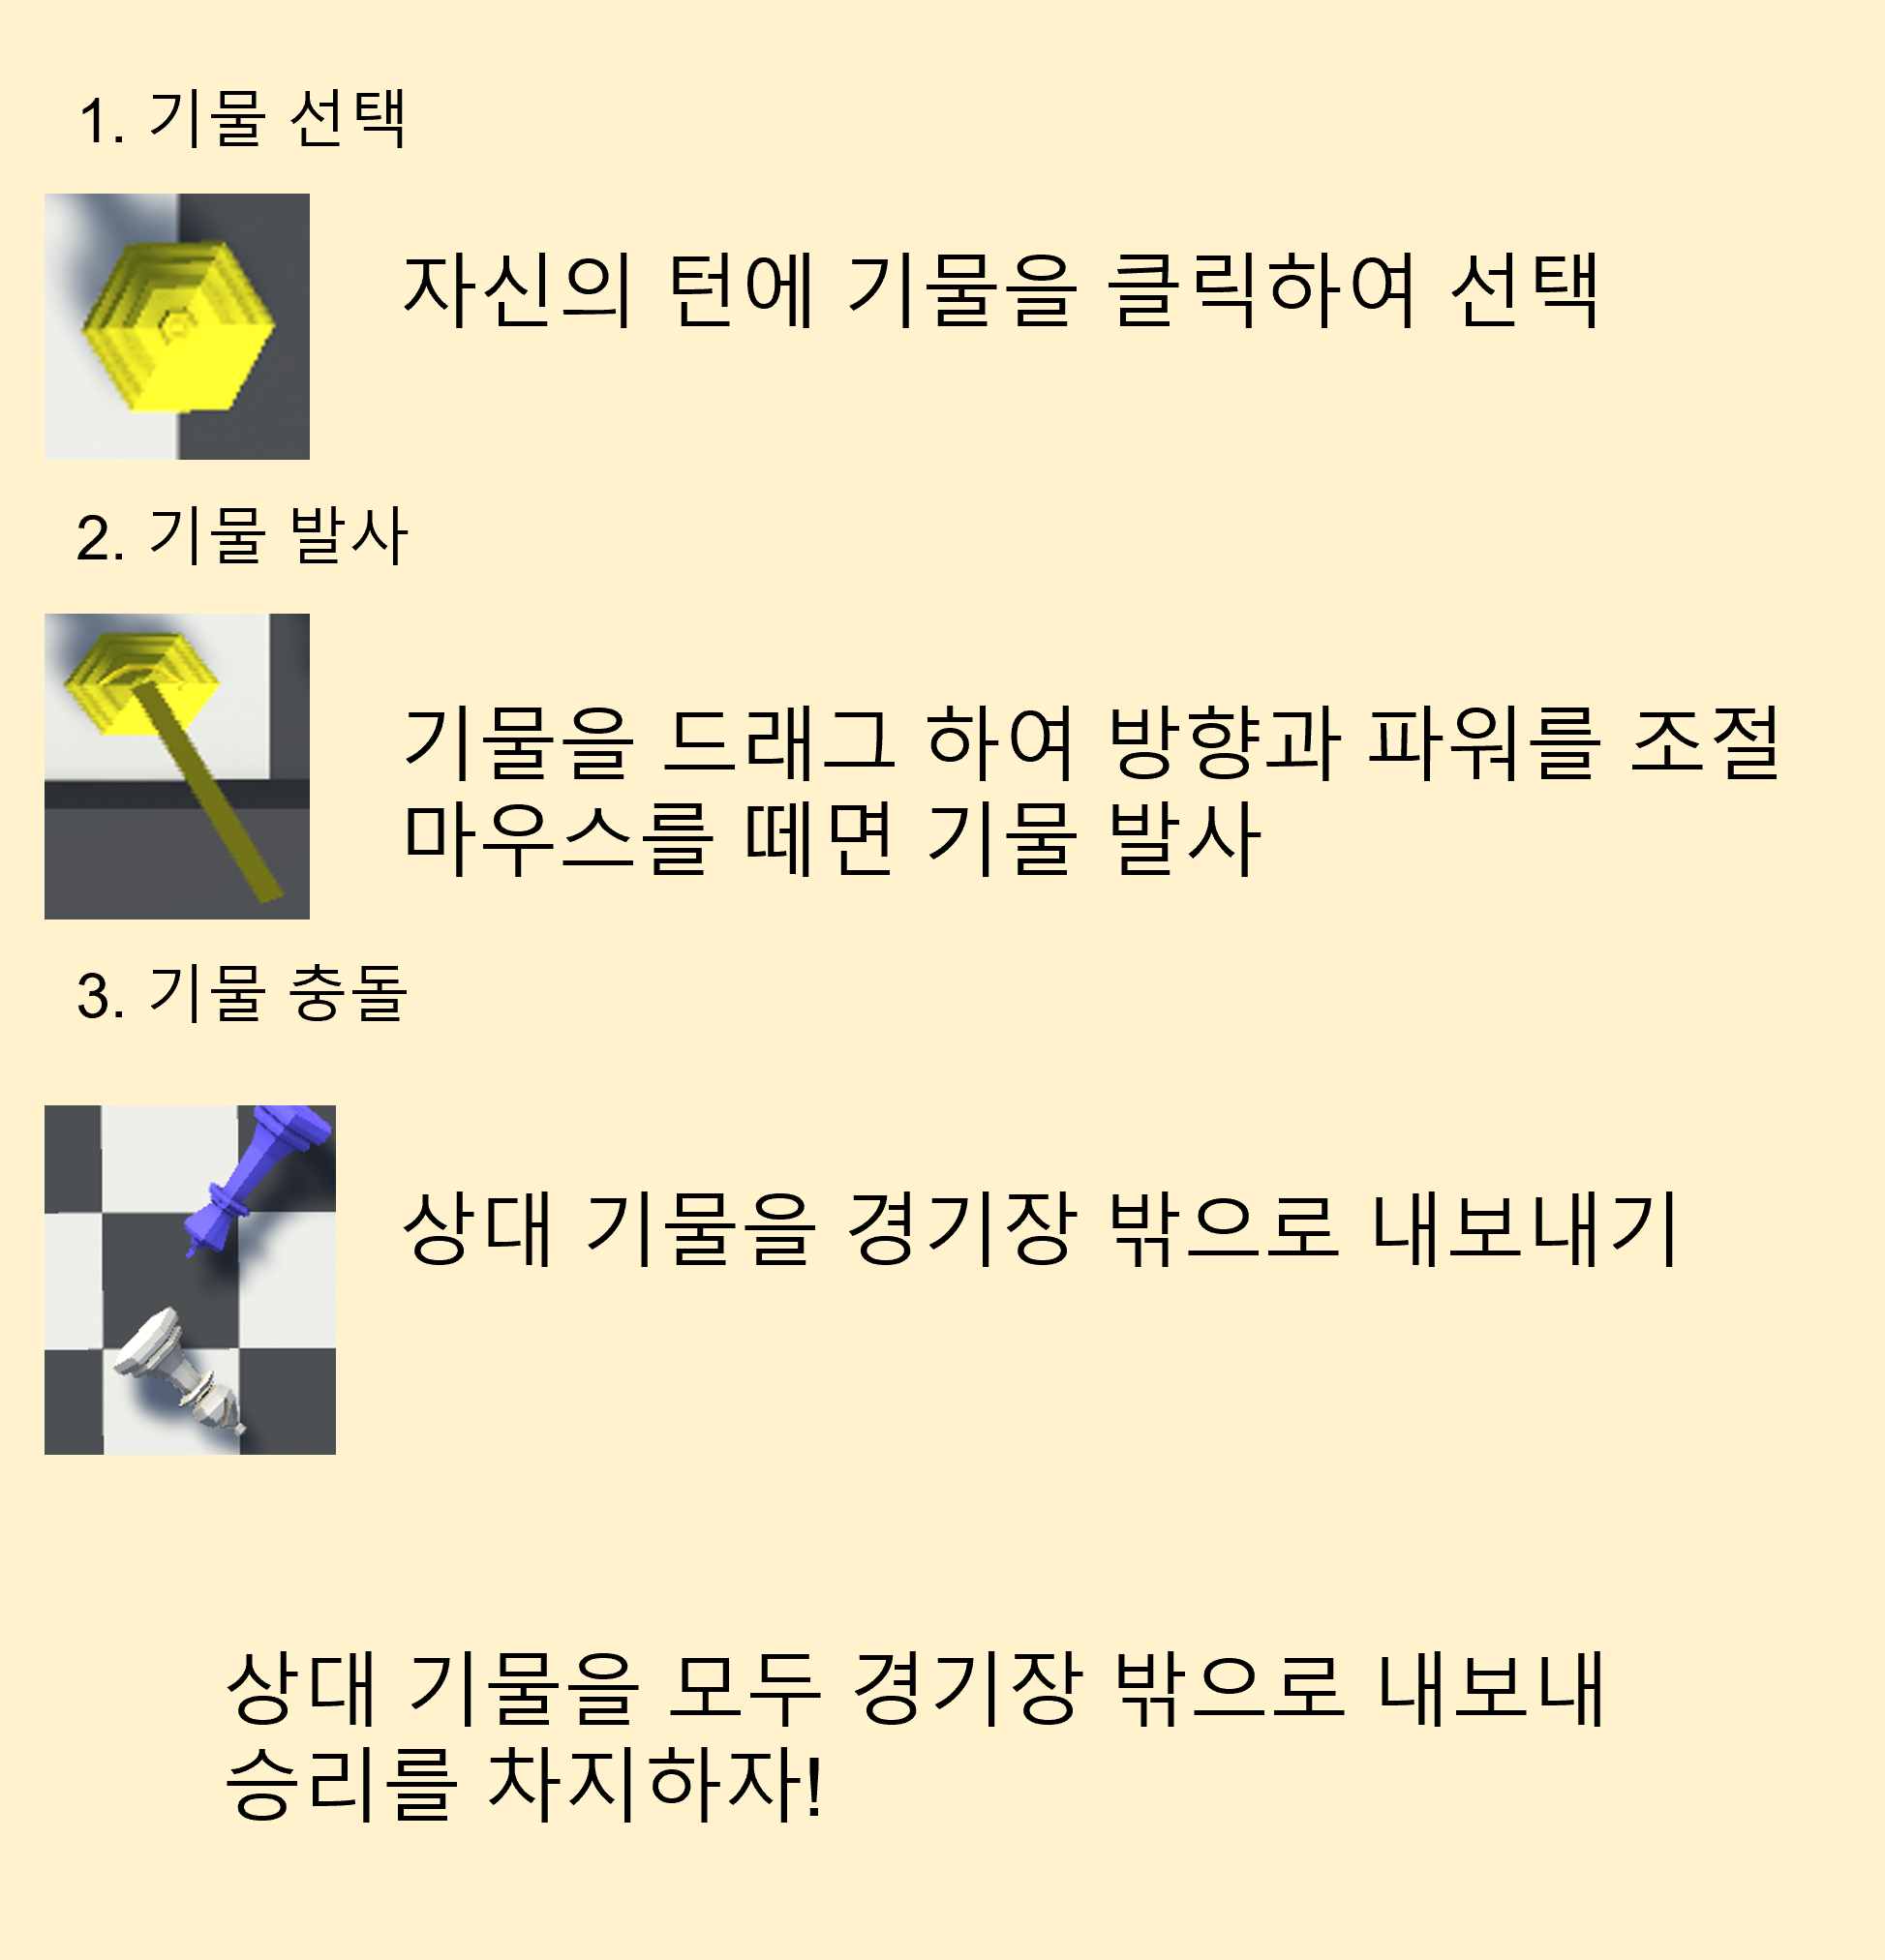 1. 기물 선택
자신의 턴에 기물을 클릭하여 선택
2. 기물 발사
기물을 드래그 하여 방향과 파워를 조절
마우스를 떼면 기물 발사
3. 기물 충돌
상대 기물을 경기장 밖으로 내보내기
상대 기물을 모두 경기장 밖으로 내보내
승리를 차지하자!